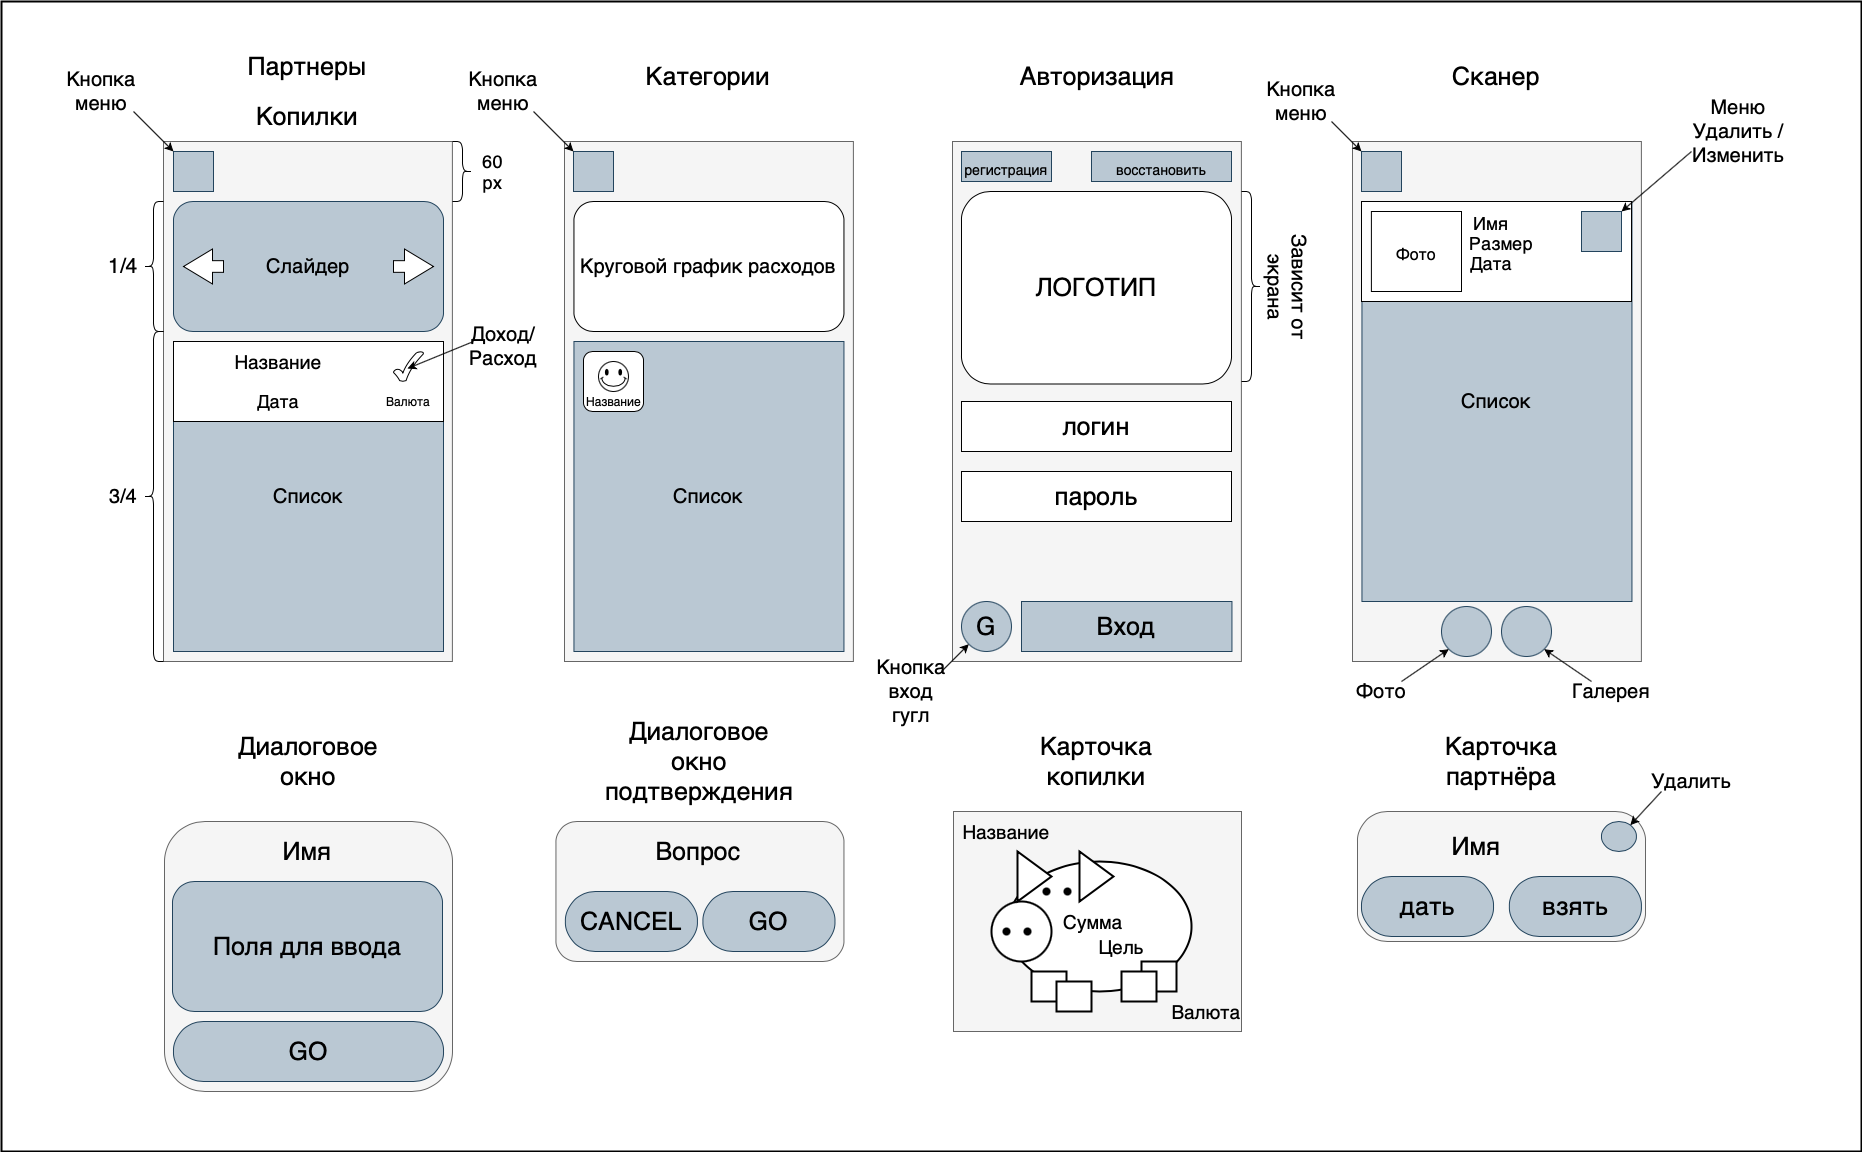 Партнеры
Копилки
Кнопка
меню
60
px
1/4
Слайдер
Доход/
Расход
Название
Дата
Валюта
3/4
Список
Категории
Кнопка
меню
Круговой график расходов
Название
Список
Авторизация
регистрация
восстановить
ЛОГОТИП
Зависит от
экрана
логин
пароль
G
Вход
Кнопка
вход
гугл
Сканер
Кнопка
меню
Меню
Удалить /
Изменить
Фото
Имя
Размер
Дата
Список
Фото
Галерея
Диалоговое
окно
Имя
Поля для ввода
GO
Диалоговое
окно
подтверждения
Вопрос
CANCEL
GO
Карточка
копилки
Название
Сумма
Цель
Валюта
Карточка
партнёра
Удалить
Имя
дать
взять